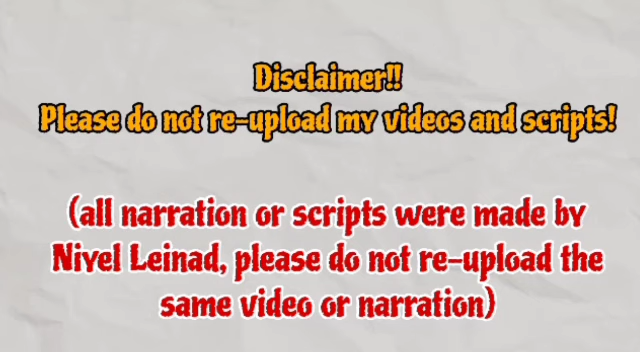 Disclaimer!!
Please do not re-upload my videos and scripts!
(all narration or scripts were made by
Nivel Leinad, please do not re-upload the
same video or narration)